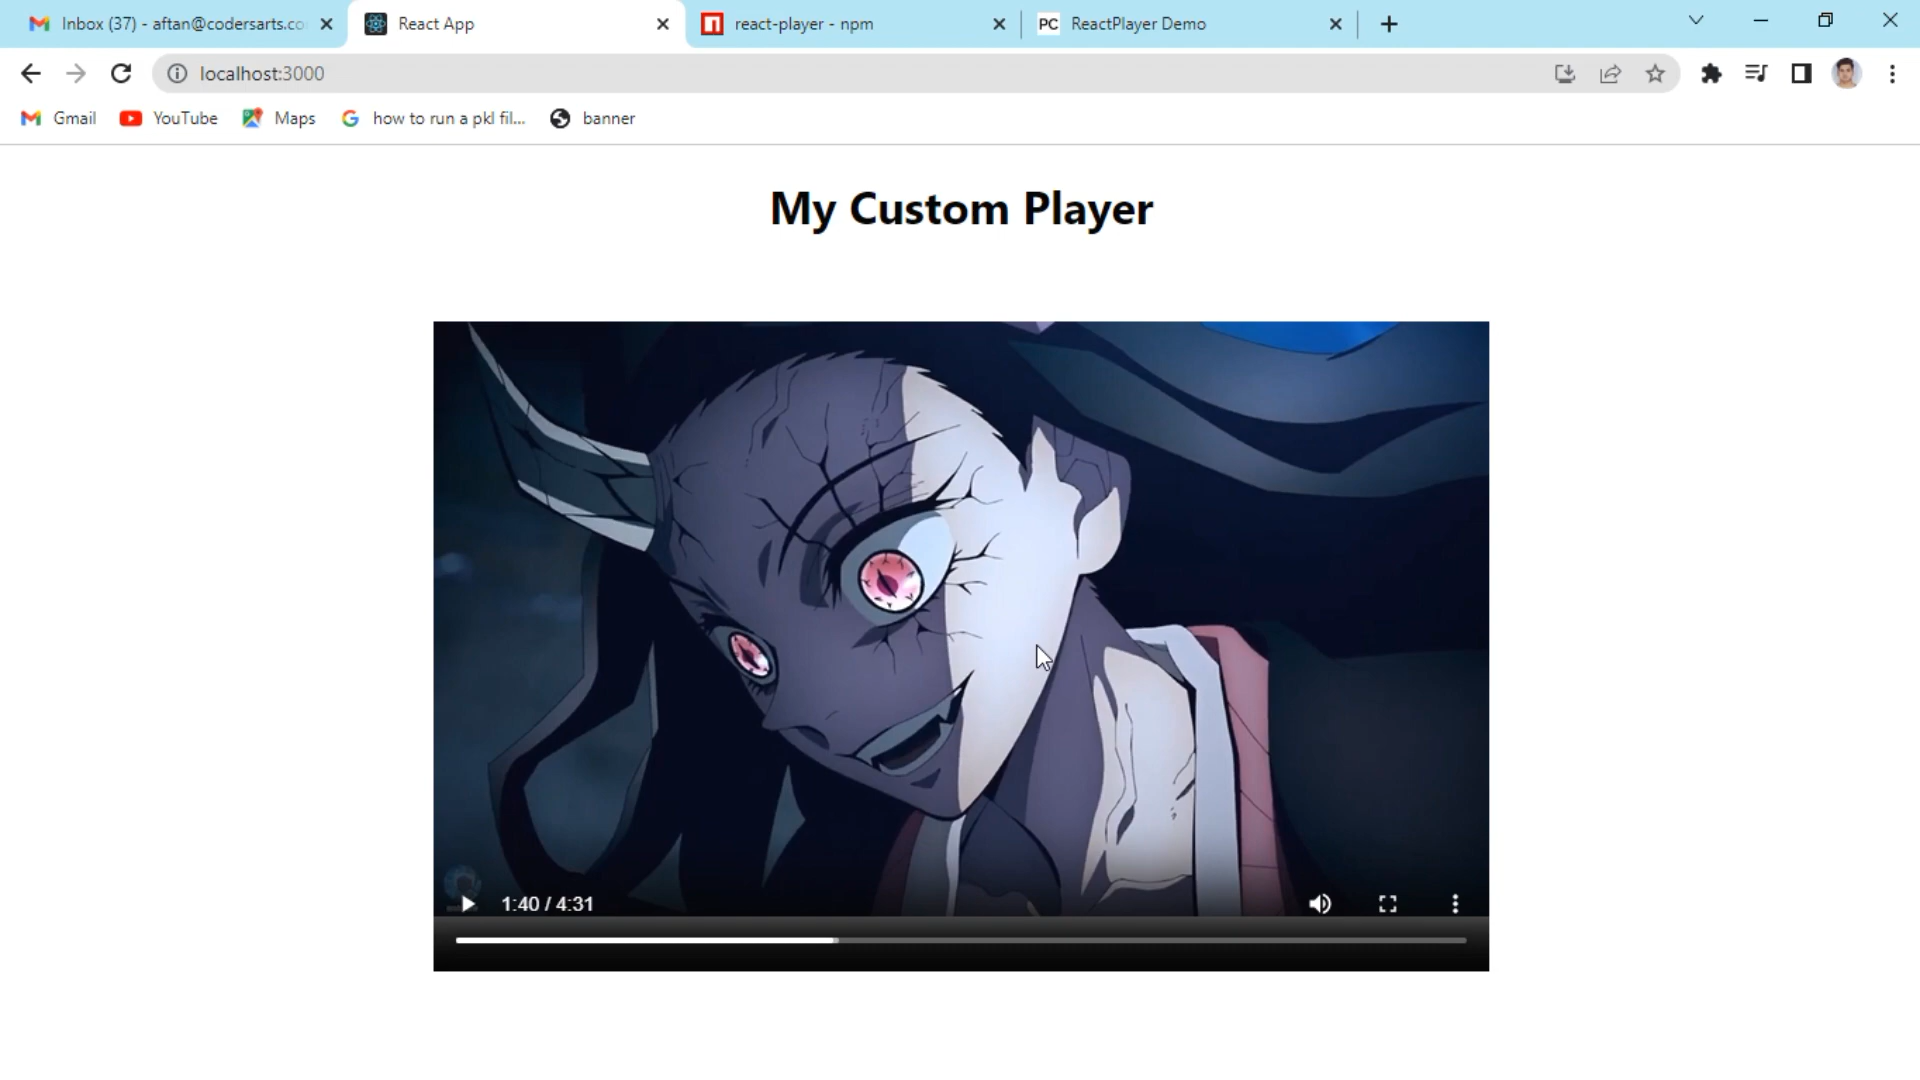 Inbox (37) - aftan@codersarts.co
React App
react-player - npm
PC ReactPlayer Demo
localhost:3000
Gmail
YouTube
Maps
how to run a pkl fil...
banner
My Custom Player
1:40 / 4:31